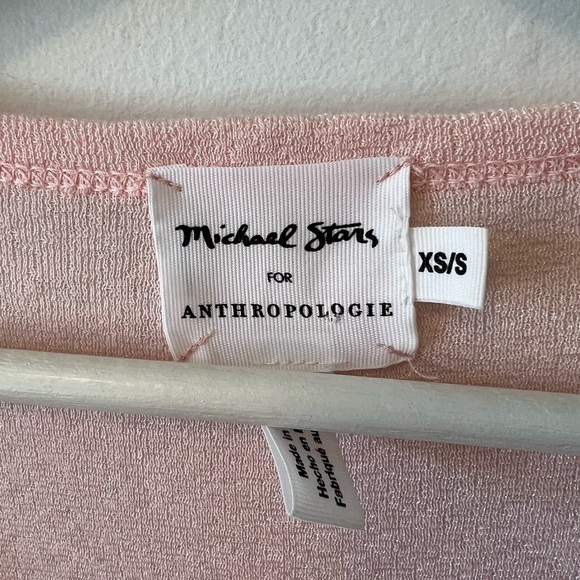 Michael Stars
FOR
ANTHROPOLOGIE
XS/S
Made in
Hecho en
Fabriqué au